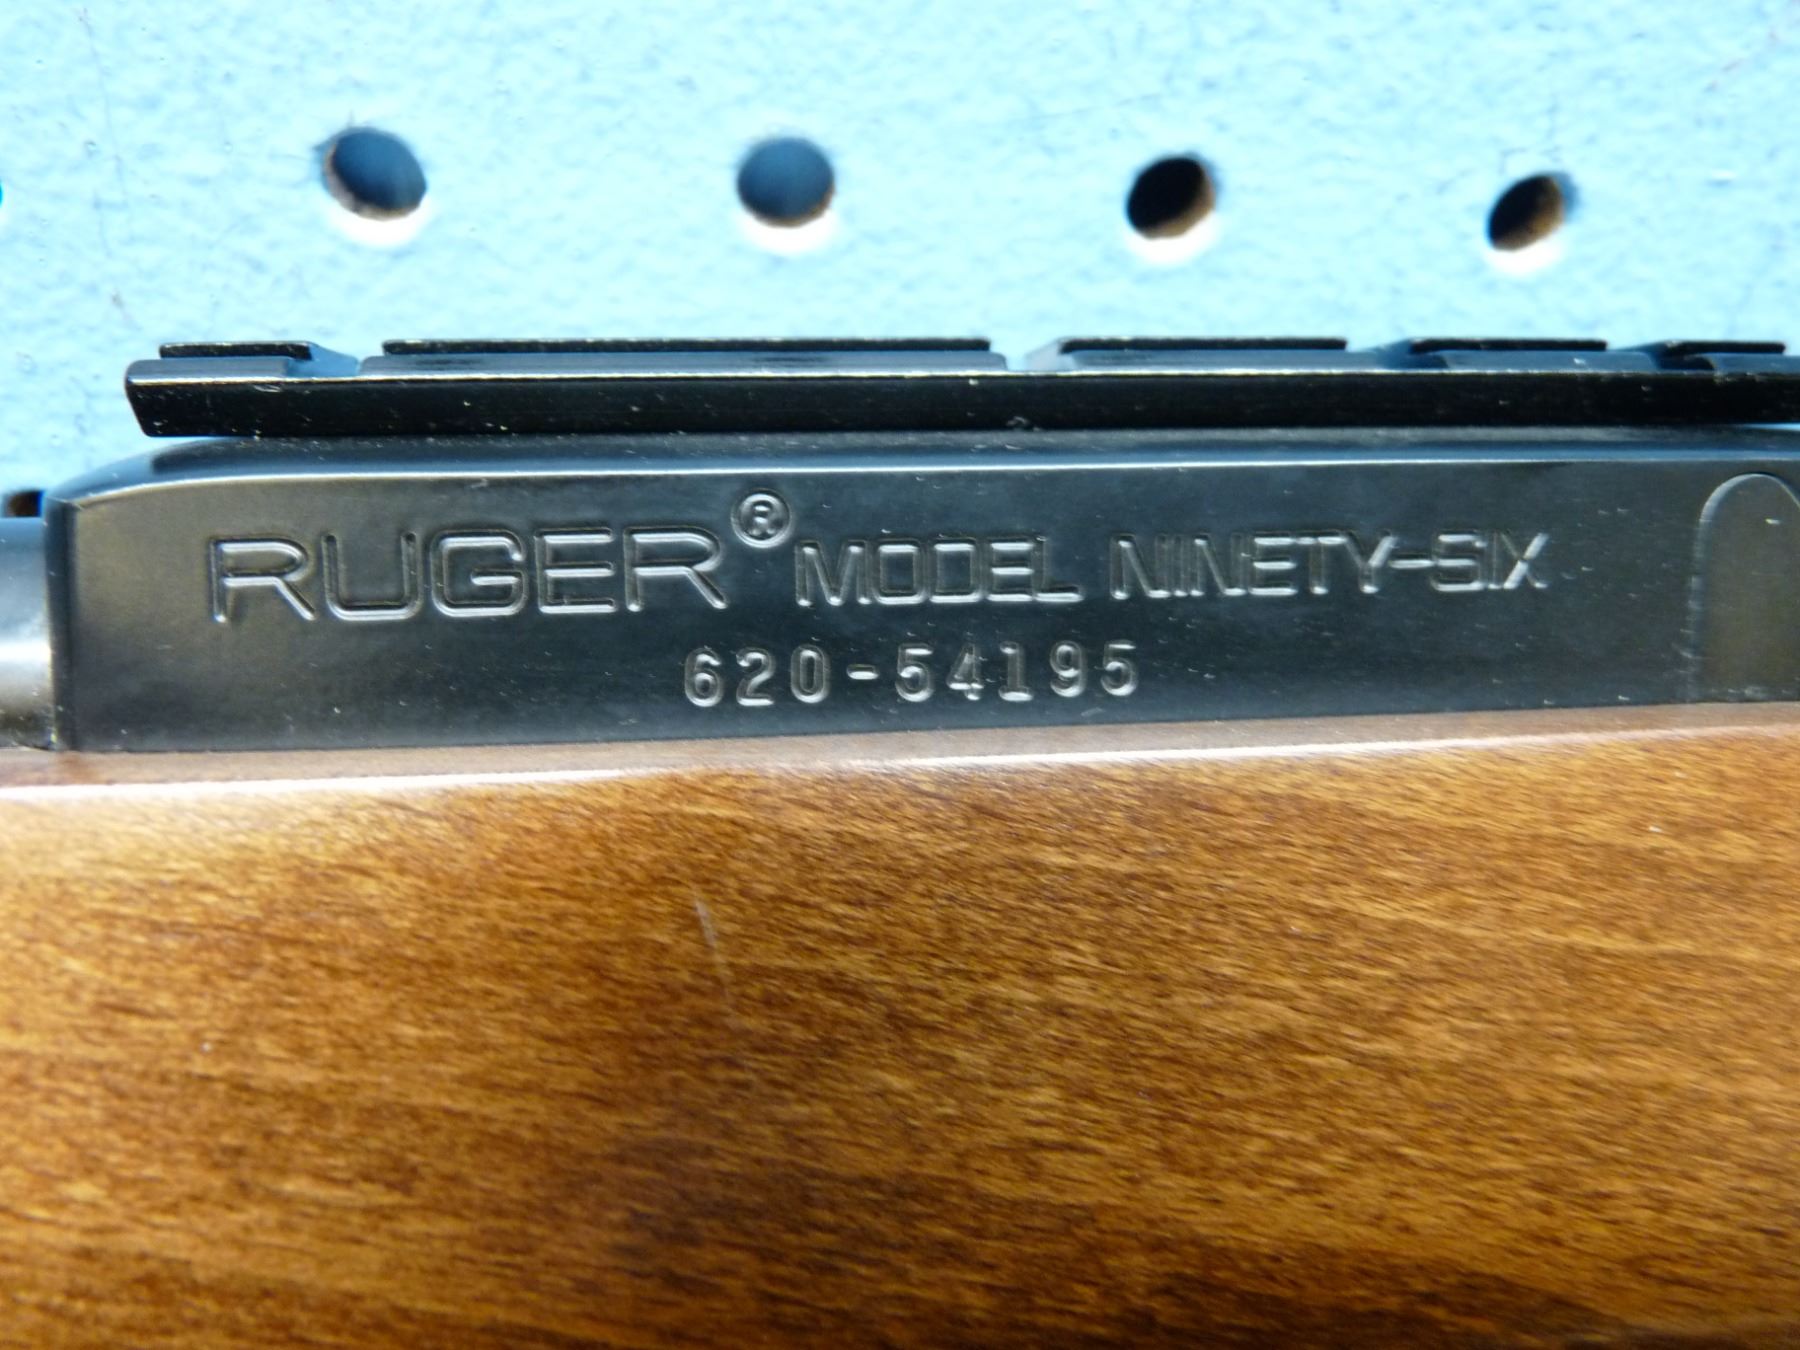 RUGER® MODEL NINETY-SIX
620-54195